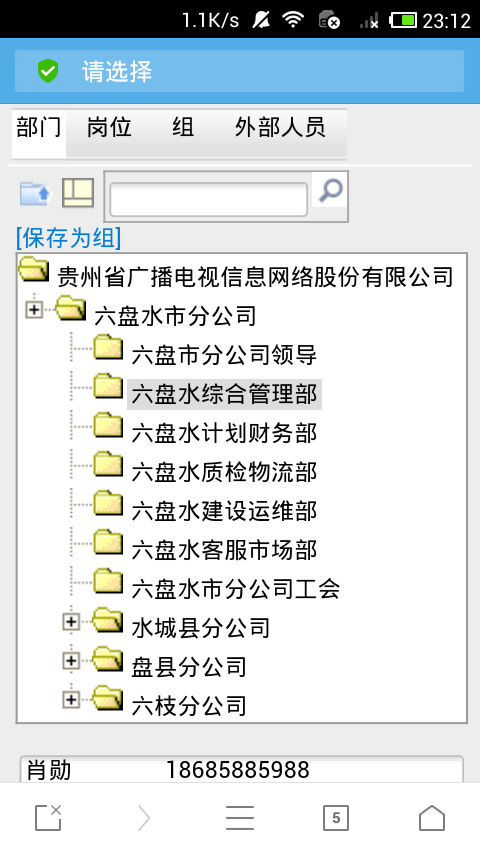 1.1K/s 23:12
请选择
部门 岗位 组 外部人员
[保存为组]
贵州省广播电视信息网络股份有限公司
六盘水市分公司
六盘市分公司领导
六盘水综合管理部
六盘水计划财务部
六盘水质检物流部
六盘水建设运维部
六盘水客服市场部
六盘水市分公司工会
水城县分公司
盘县分公司
六枝分公司
肖勋 18685885988
5